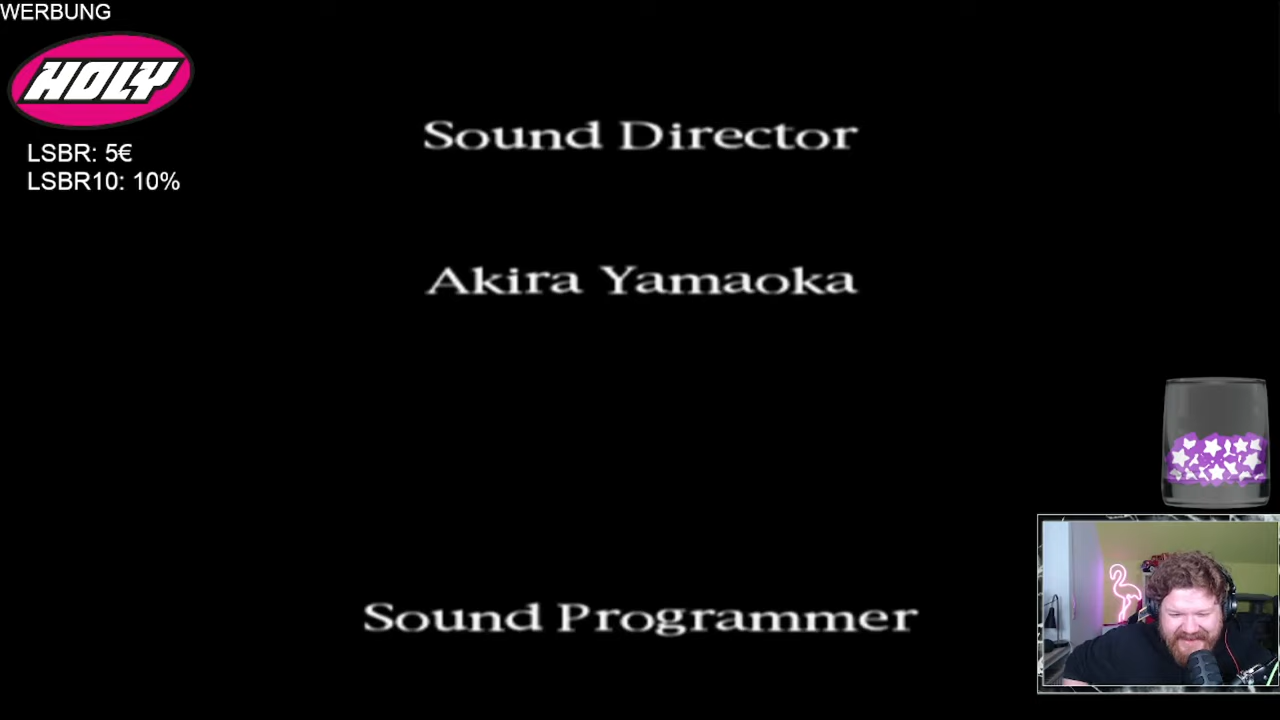 WERBUNG
HOLY
LSBR: 5€
LSBR10: 10%
Sound Director
Akira Yamaoka
Sound Programmer